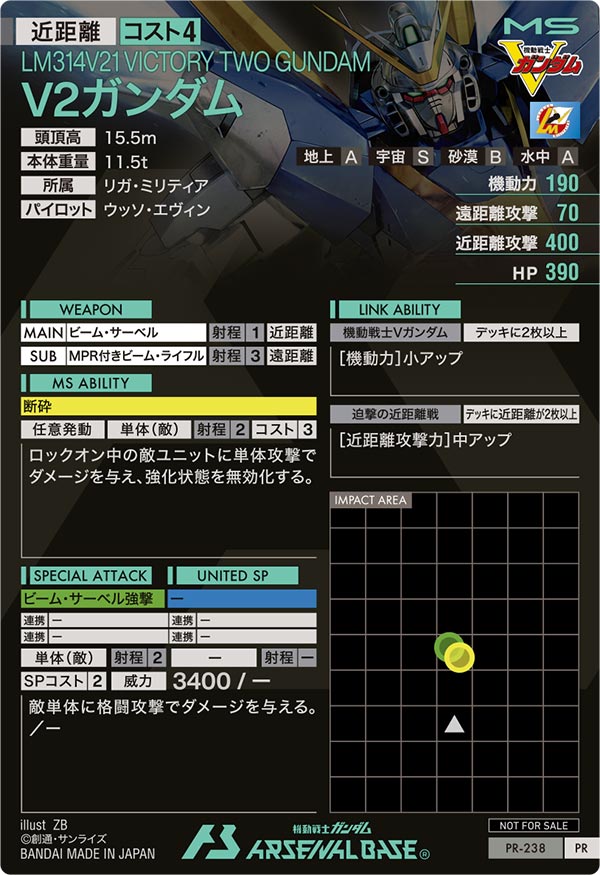 近距離 コスト4
MS
LM314V21 VICTORY TWO GUNDAM
機動戦士
Vガンダム
V2ガンダム
LM
頭頂高 15.5m
本体重量 11.5t
所属 リガ・ミリティア
パイロット ウッソ・エヴィン
地上 A 宇宙 S 砂漠 B 水中 A
機動力 190
遠距離攻撃 70
近距離攻撃 400
HP 390
WEAPON
MAIN ビーム・サーベル 射程 1 近距離
SUB MPR付きビーム・ライフル 射程 3 遠距離
MS ABILITY
断砕
任意発動 単体(敵) 射程 2 コスト 3
ロックオン中の敵ユニットに単体攻撃で
ダメージを与え、強化状態を無効化する。
LINK ABILITY
機動戦士Vガンダム デッキに2枚以上
[機動力]小アップ
迫撃の近距離戦 デッキに近距離が2枚以上
[近距離攻撃力]中アップ
IMPACT AREA
SPECIAL ATTACK UNITED SP
ビーム・サーベル強撃 ー
連携 ー 連携 ー
連携 ー 連携 ー
単体(敵) 射程 2 ー 射程 ー
SPコスト 2 威力 3400 / ー
敵単体に格闘攻撃でダメージを与える。
/ー
illust ZB
©創通・サンライズ
BANDAI MADE IN JAPAN
機動戦士ガンダム
ARSENAL BASE ®
NOT FOR SALE
PR-238 PR